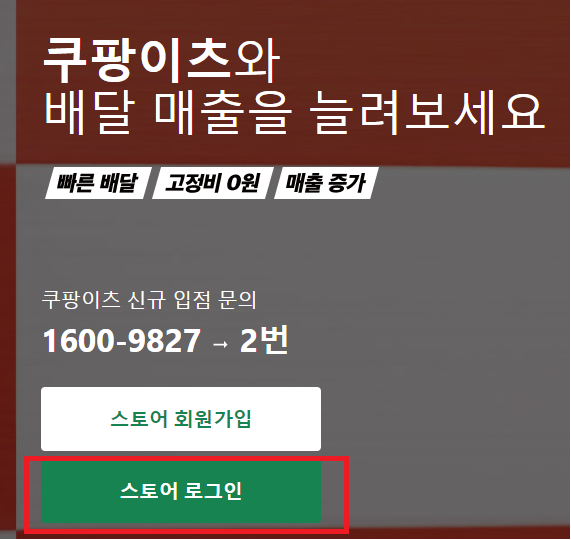 쿠팡이츠와
배달 매출을 늘려보세요
빠른 배달 고정비 0원 매출 증가
쿠팡이츠 신규 입점 문의
1600-9827 → 2번
스토어 회원가입
스토어 로그인